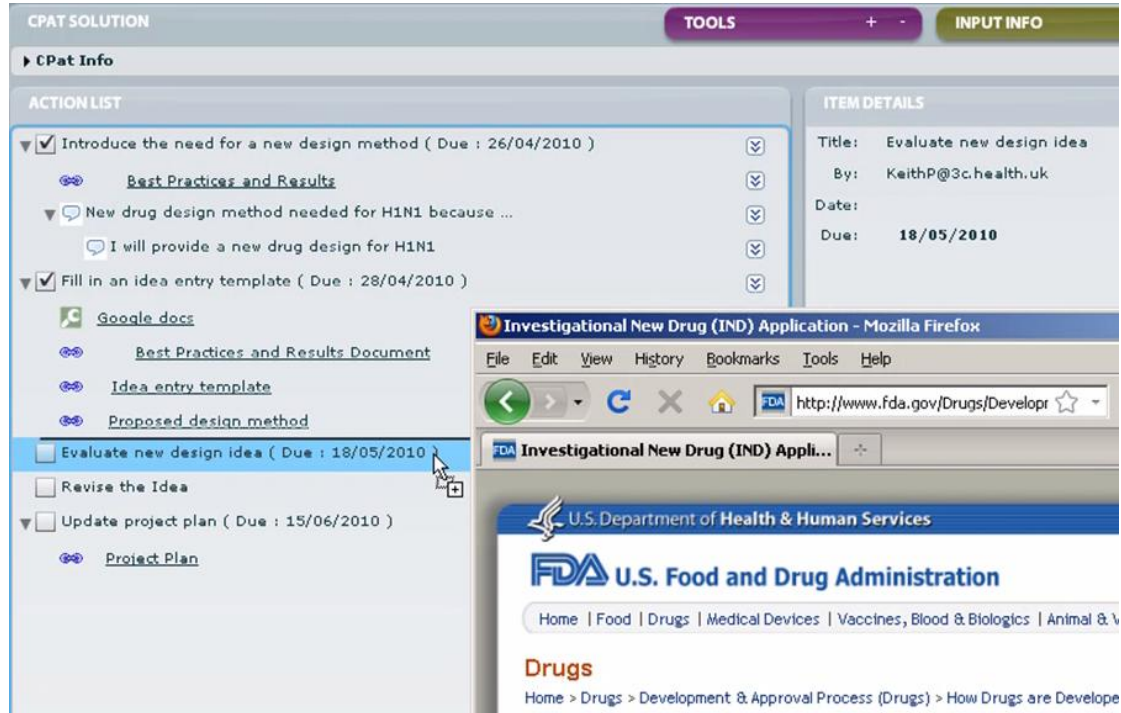 CPAT SOLUTION
TOOLS + -
INPUT INFO
CPat Info
ACTION LIST
Introduce the need for a new design method ( Due : 26/04/2010 )
Best Practices and Results
New drug design method needed for H1N1 because ...
I will provide a new drug design for H1N1
Fill in an idea entry template ( Due : 28/04/2010 )
Google docs
Best Practices and Results Document
Idea entry template
Proposed design method
Evaluate new design idea ( Due : 18/05/2010 )
Revise the Idea
Update project plan ( Due : 15/06/2010 )
Project Plan
ITEM DETAILS
Title: Evaluate new design idea
By: KeithP@3c.health.uk
Date:
Due: 18/05/2010
Investigational New Drug (IND) Application - Mozilla Firefox
File Edit View History Bookmarks Tools Help
FDA http://www.fda.gov/Drugs/Developr
FDA Investigational New Drug (IND) Appli...
U.S. Department of Health & Human Services
FDA U.S. Food and Drug Administration
Home | Food | Drugs | Medical Devices | Vaccines, Blood & Biologics | Animal & V
Drugs
Home > Drugs > Development & Approval Process (Drugs) > How Drugs are Develope